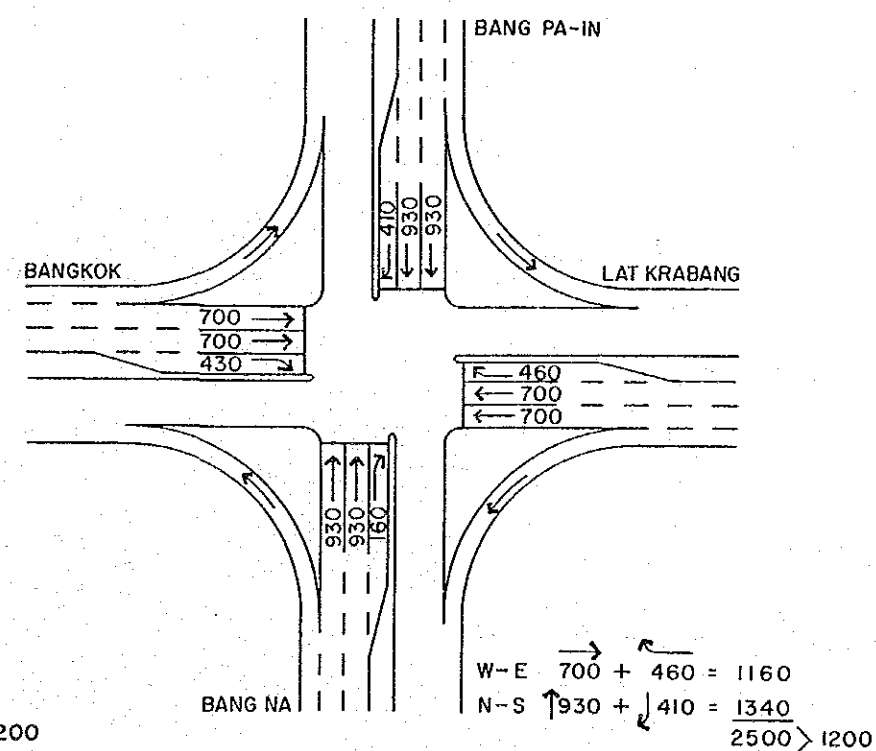 BANG PA-IN
410
930
930
BANGKOK
LAT KRABANG
700 →
700 →
430
460
← 700
← 700
930
930
160
W-E 700 + 460 = 1160
N-S ↑930 + 410 = 1340
BANG NA
200
2500 > 1200